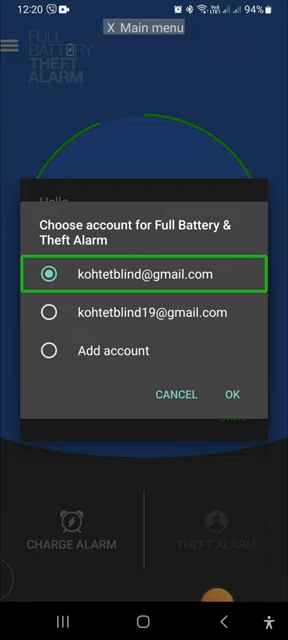 12:20
94%
X Main menu
FULL
BATTERY
THEFT
ALARM
Hello
Choose account for Full Battery &
Theft Alarm
kohtetblind@gmail.com
kohtetblind19@gmail.com
Add account
CANCEL OK
CHARGE ALARM THEFT ALARM